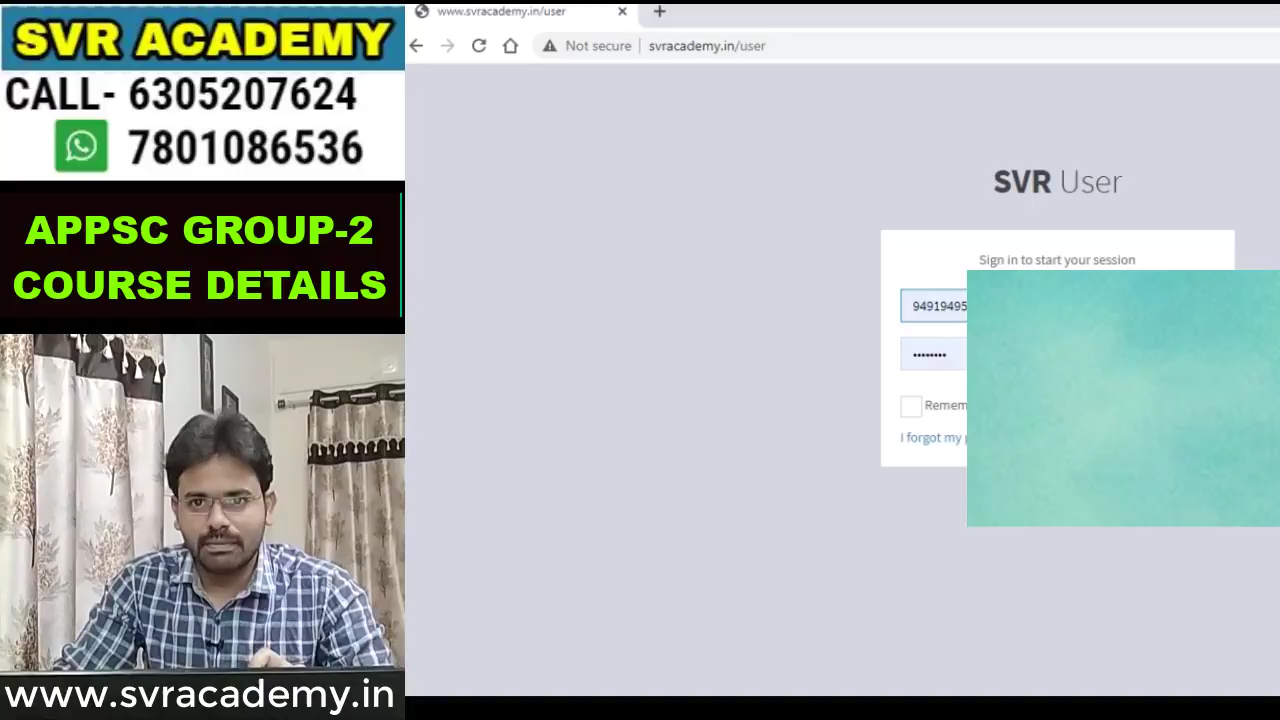 SVR ACADEMY
CALL- 6305207624
7801086536
APPSC GROUP-2
COURSE DETAILS
www.svracademy.in
www.svracademy.in/user
Not secure
svracademy.in/user
SVR User
Sign in to start your session
94919495
••••••••
Remem
I forgot my